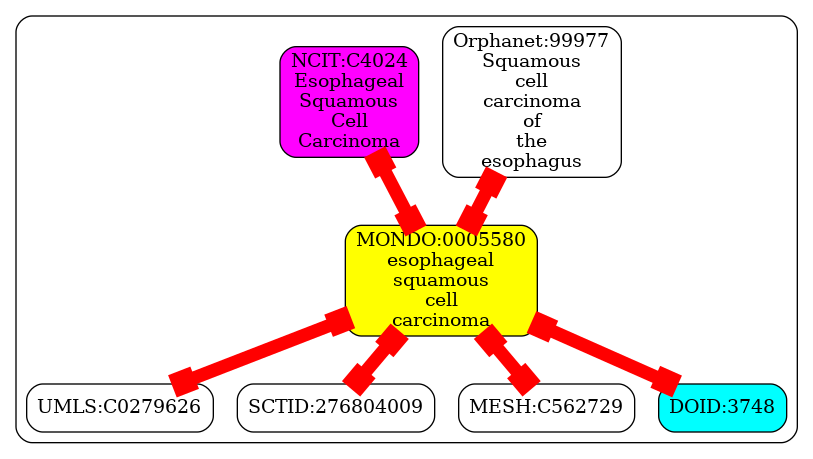 NCIT:C4024
Esophageal
Squamous
Cell
Carcinoma
Orphanet:99977
Squamous
cell
carcinoma
of
the
esophagus
MONDO:0005580
esophageal
squamous
cell
carcinoma
UMLS:C0279626
SCTID:276804009
MESH:C562729
DOID:3748